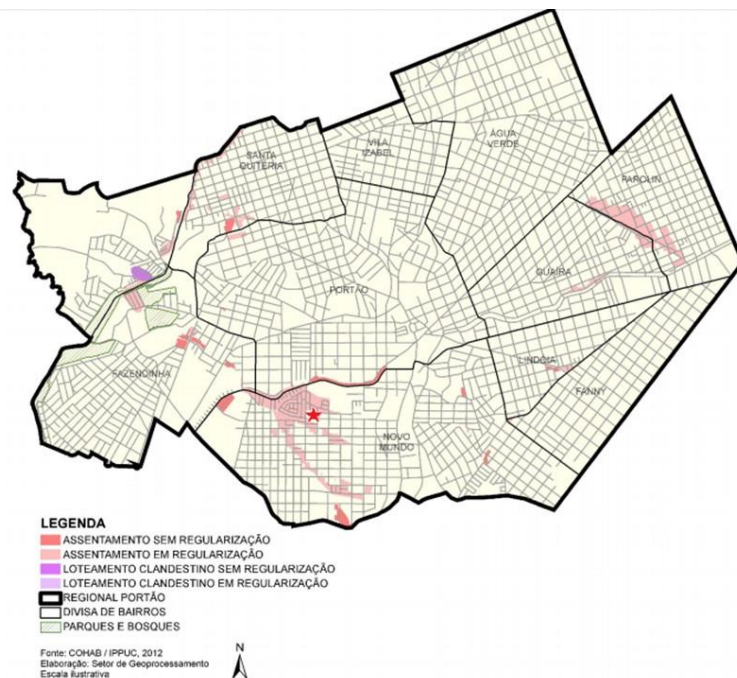 SANTA
QUITÉRIA
VILA
IZABEL
ÁGUA
VERDE
PAROLIN
GUAÍRA
PORTÃO
LINDÓIA
FANNY
FAZENDINHA
NOVO
MUNDO
LEGENDA
ASSENTAMENTO SEM REGULARIZAÇÃO
ASSENTAMENTO EM REGULARIZAÇÃO
LOTEAMENTO CLANDESTINO SEM REGULARIZAÇÃO
LOTEAMENTO CLANDESTINO EM REGULARIZAÇÃO
REGIONAL PORTÃO
DIVISA DE BAIRROS
PARQUES E BOSQUES
Fonte: COHAB / IPPUC, 2012
Elaboração: Setor de Geoprocessamento
Escala ilustrativa
N